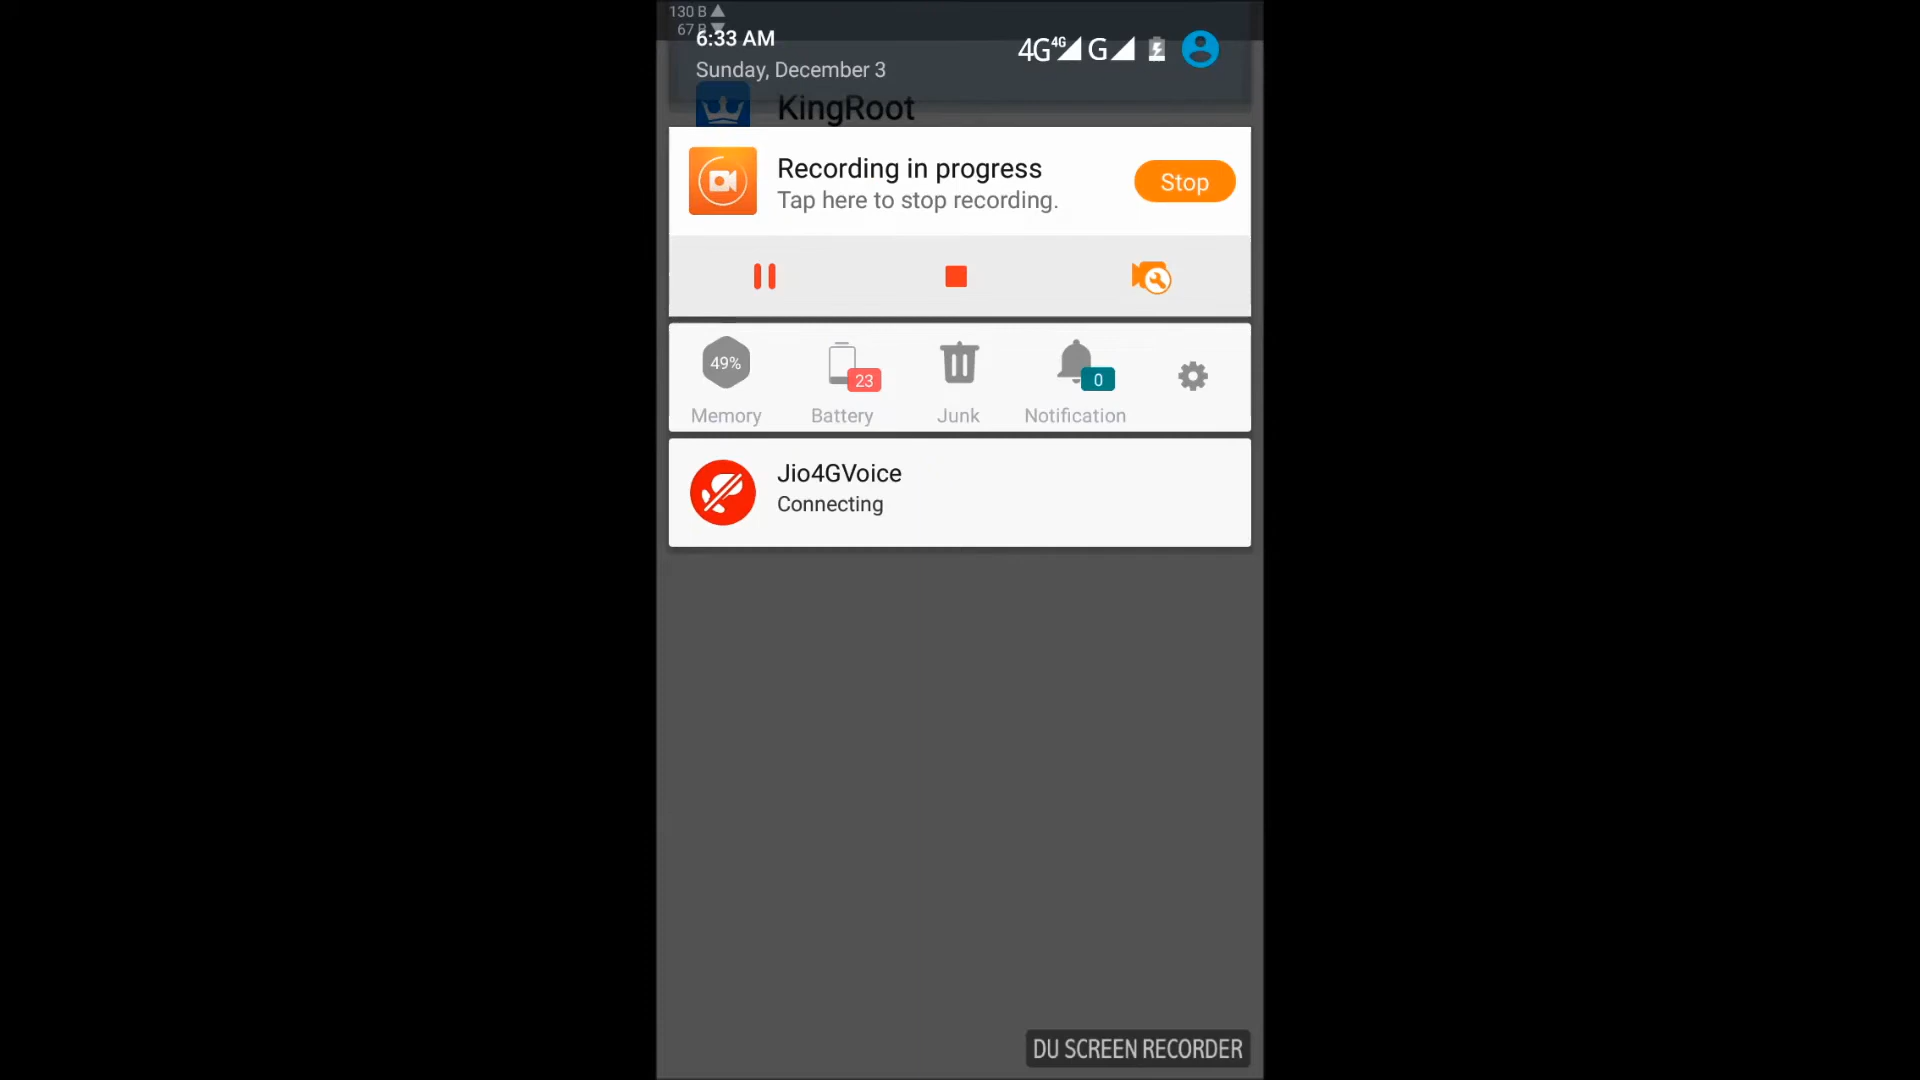 130 B
67 B
6:33 AM
4G 4G G
Sunday, December 3
KingRoot
Recording in progress
Tap here to stop recording.
Stop
49%
23
0
Memory
Battery
Junk
Notification
Jio4GVoice
Connecting
DU SCREEN RECORDER